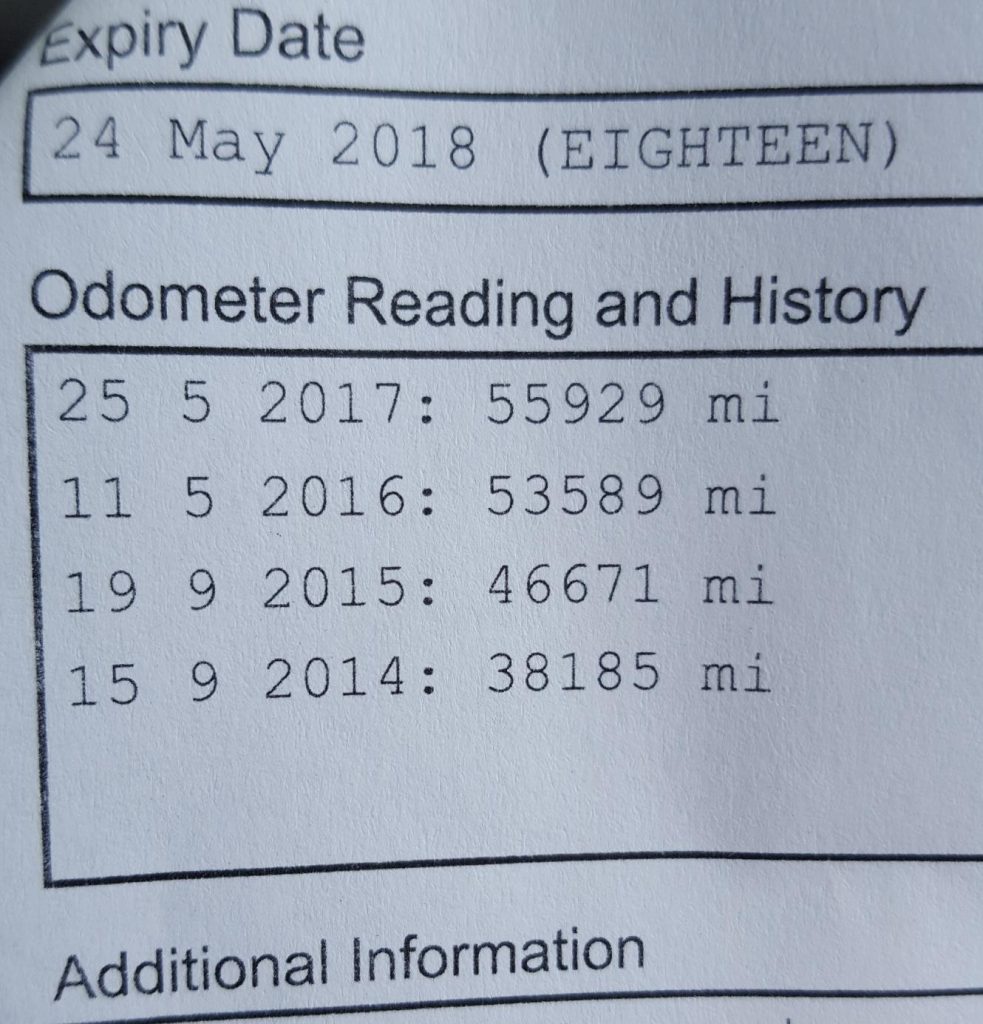 Expiry Date
24 May 2018 (EIGHTEEN)
Odometer Reading and History
25 5 2017: 55929 mi
11 5 2016: 53589 mi
19 9 2015: 46671 mi
15 9 2014: 38185 mi
Additional Information